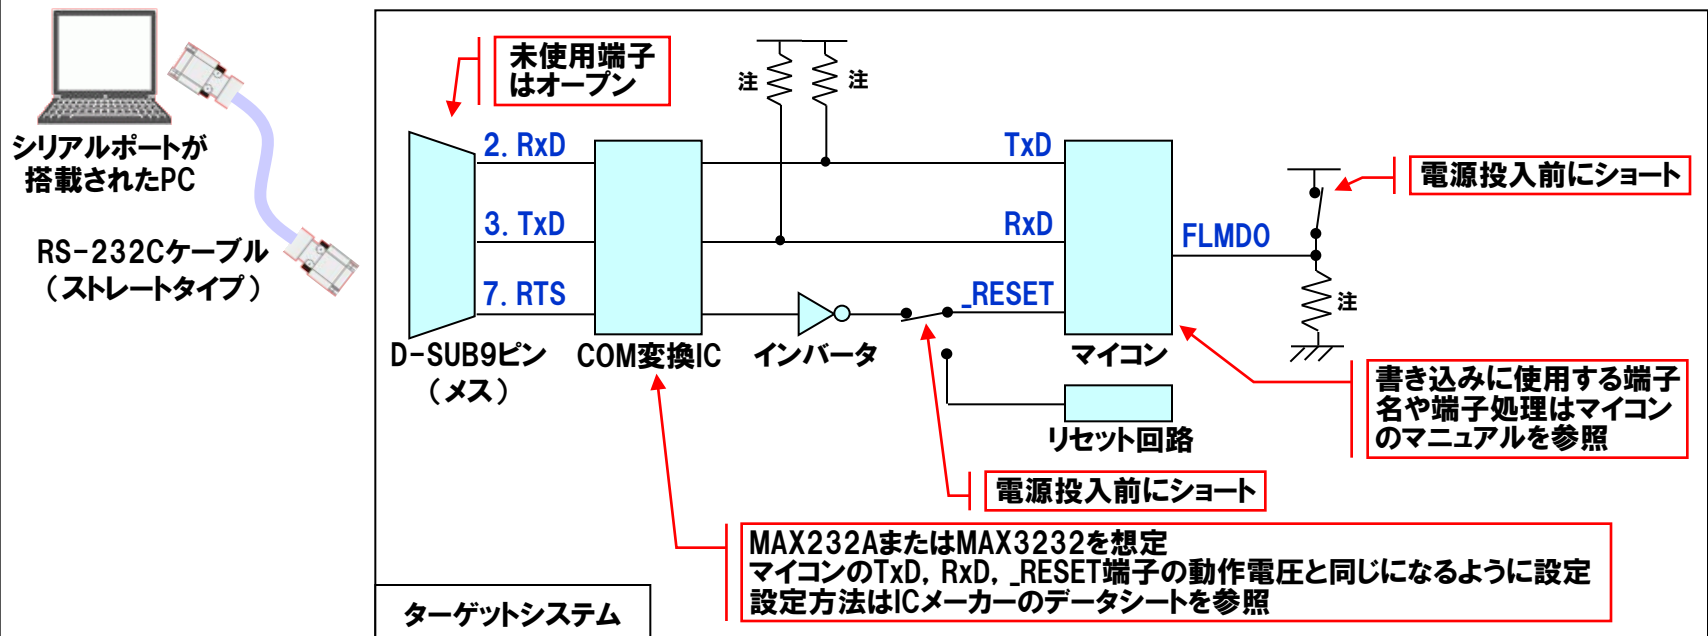 シリアルポートが
搭載されたPC
RS-232Cケーブル
（ストレートタイプ）
未使用端子
はオープン
注
注
2. RxD
3. TxD
7. RTS
D-SUB9ピン
（メス）
COM変換IC
インバータ
TxD
RxD
_RESET
マイコン
リセット回路
FLMD0
注
電源投入前にショート
書き込みに使用する端子
名や端子処理はマイコン
のマニュアルを参照
電源投入前にショート
MAX232AまたはMAX3232を想定
マイコンのTxD, RxD, _RESET端子の動作電圧と同じになるように設定
設定方法はICメーカーのデータシートを参照
ターゲットシステム